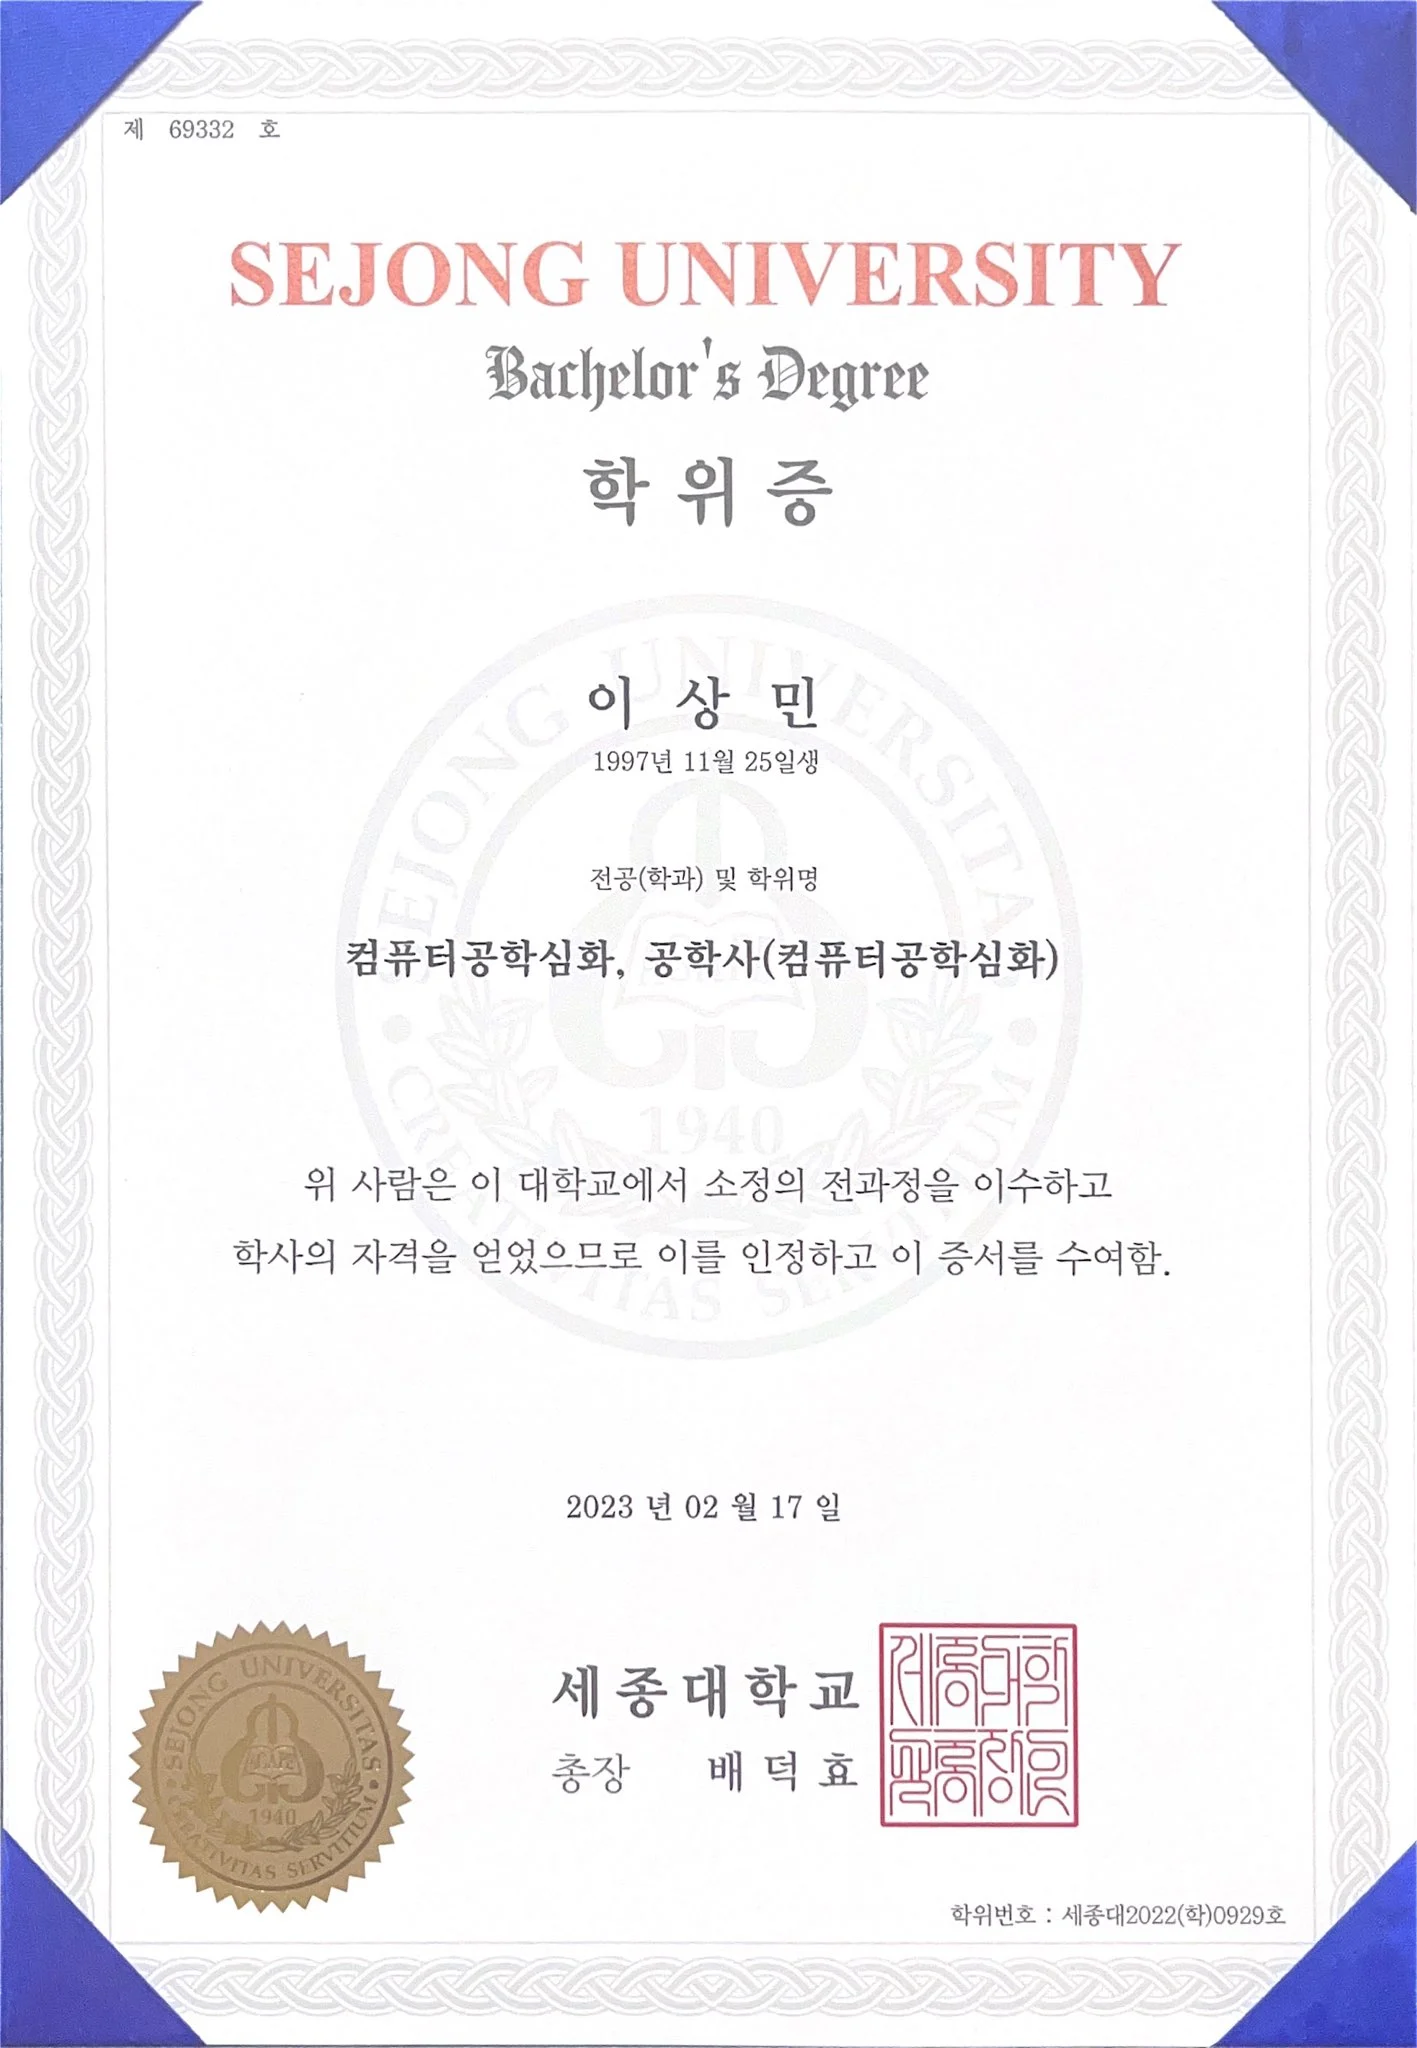 제 69332 호
SEJONG UNIVERSITY
Bachelor's Degree
학위증
이상민
1997년 11월 25일생
전공(학과) 및 학위명
컴퓨터공학심화, 공학사(컴퓨터공학심화)
SEJONG UNIVERSITAS
1940
CREATIVITAS SERVITIUM
위 사람은 이 대학교에서 소정의 전과정을 이수하고
학사의 자격을 얻었으므로 이를 인정하고 이 증서를 수여함.
2023 년 02 월 17 일
세종대학교
총장 배덕효
세종대학
교총장인
SEJONG UNIVERSITAS
1940
CREATIVITAS SERVITIUM
학위번호 : 세종대2022(학)0929호